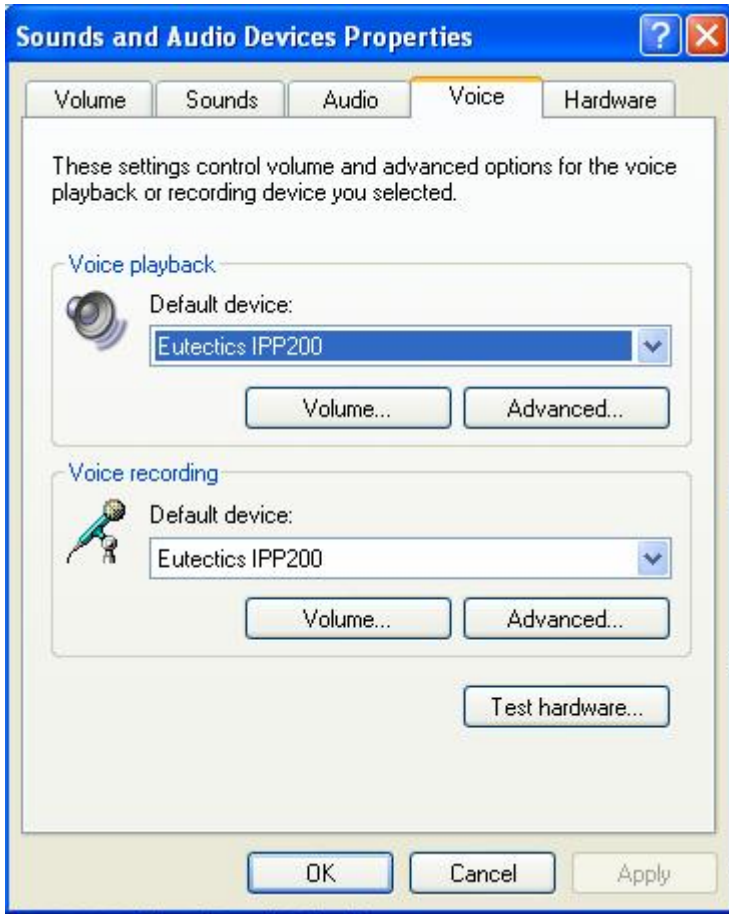 Sounds and Audio Devices Properties
Volume Sounds Audio Voice Hardware
These settings control volume and advanced options for the voice
playback or recording device you selected.
Voice playback
Default device:
Eutectics IPP200
Volume... Advanced...
Voice recording
Default device:
Eutectics IPP200
Volume... Advanced...
Test hardware...
OK Cancel Apply